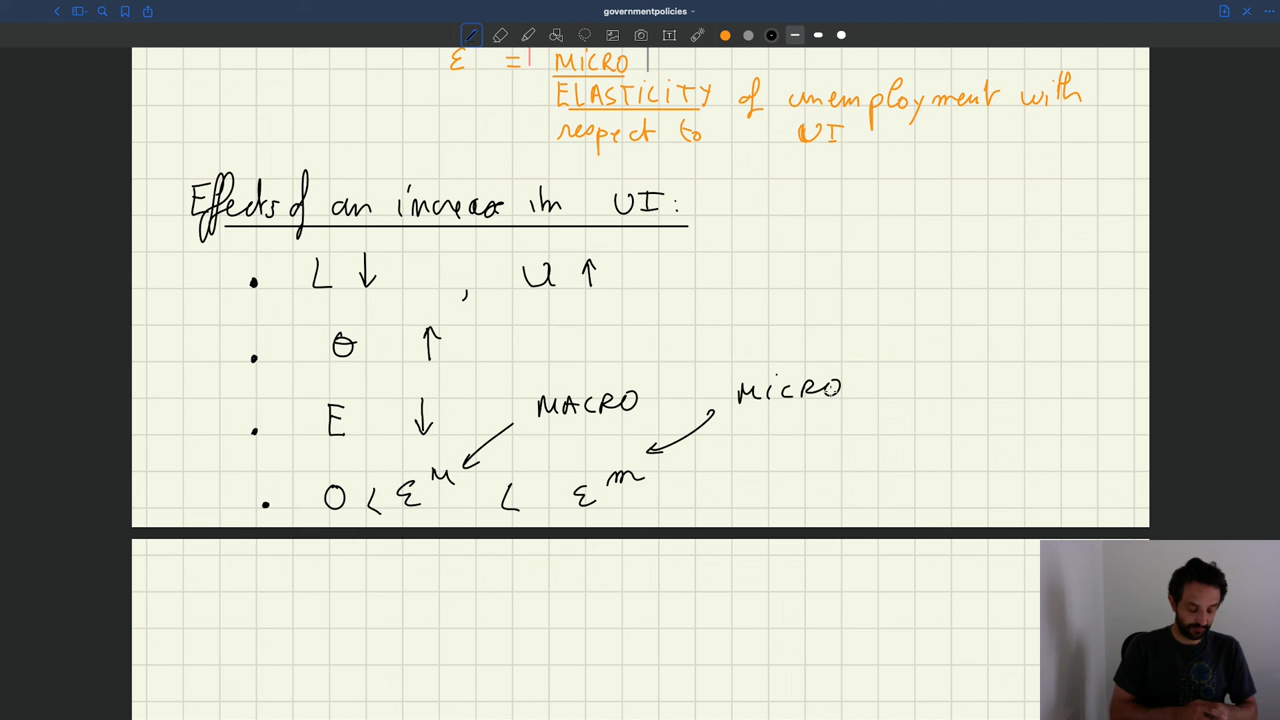 governmentpolicies
ε = MICRO
ELASTICITY of unemployment with
respect to UI
Effects of an increase in UI:
• L ↓ , U ↑
• θ ↑
• E ↓
MACRO MICRO
• 0 < ε^M < ε^m